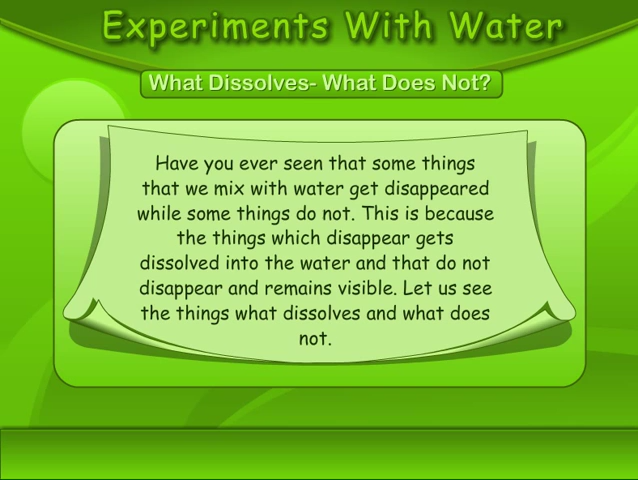 Experiments With Water
What Dissolves- What Does Not?
Have you ever seen that some things
that we mix with water get disappeared
while some things do not. This is because
the things which disappear gets
dissolved into the water and that do not
disappear and remains visible. Let us see
the things what dissolves and what does
not.